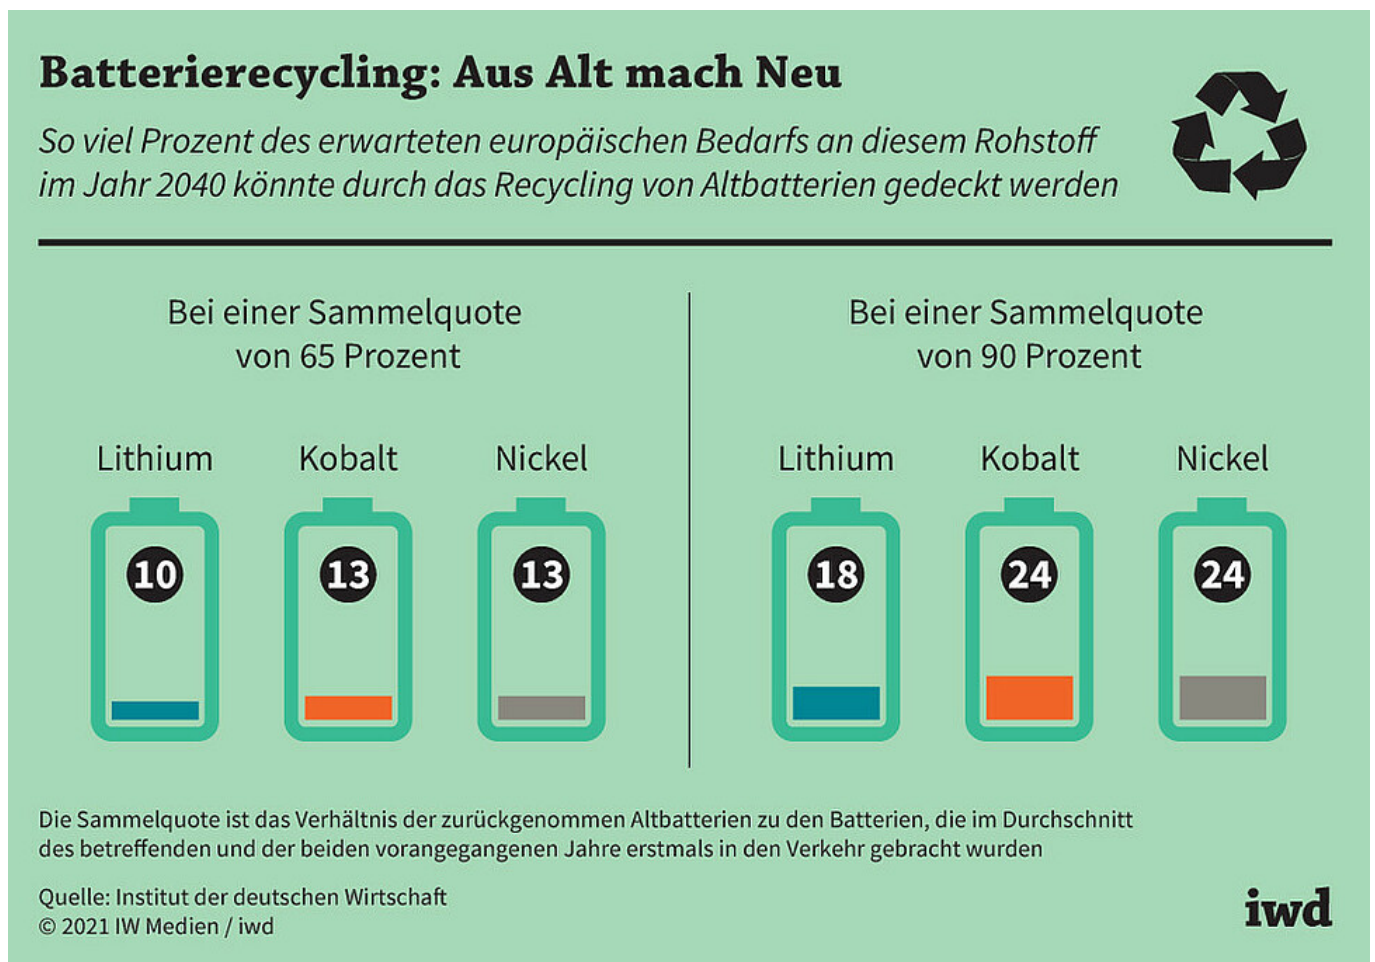 Batterierecycling: Aus Alt mach Neu
So viel Prozent des erwarteten europäischen Bedarfs an diesem Rohstoff
im Jahr 2040 könnte durch das Recycling von Altbatterien gedeckt werden
Bei einer Sammelquote
von 65 Prozent
Lithium Kobalt Nickel
10 13 13
Bei einer Sammelquote
von 90 Prozent
Lithium Kobalt Nickel
18 24 24
Die Sammelquote ist das Verhältnis der zurückgenommen Altbatterien zu den Batterien, die im Durchschnitt
des betreffenden und der beiden vorangegangenen Jahre erstmals in den Verkehr gebracht wurden
Quelle: Institut der deutschen Wirtschaft
© 2021 IW Medien / iwd
iwd